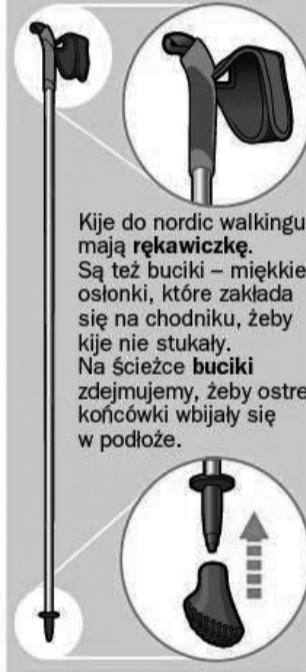 Kije do nordic walkingu
mają rękawiczkę.
Są też buciki – miękkie
osłonki, które zakłada
się na chodniku, żeby
kije nie stukały.
Na ścieżce buciki
zdejmujemy, żeby ostre
końcówki wbijały się
w podłoże.